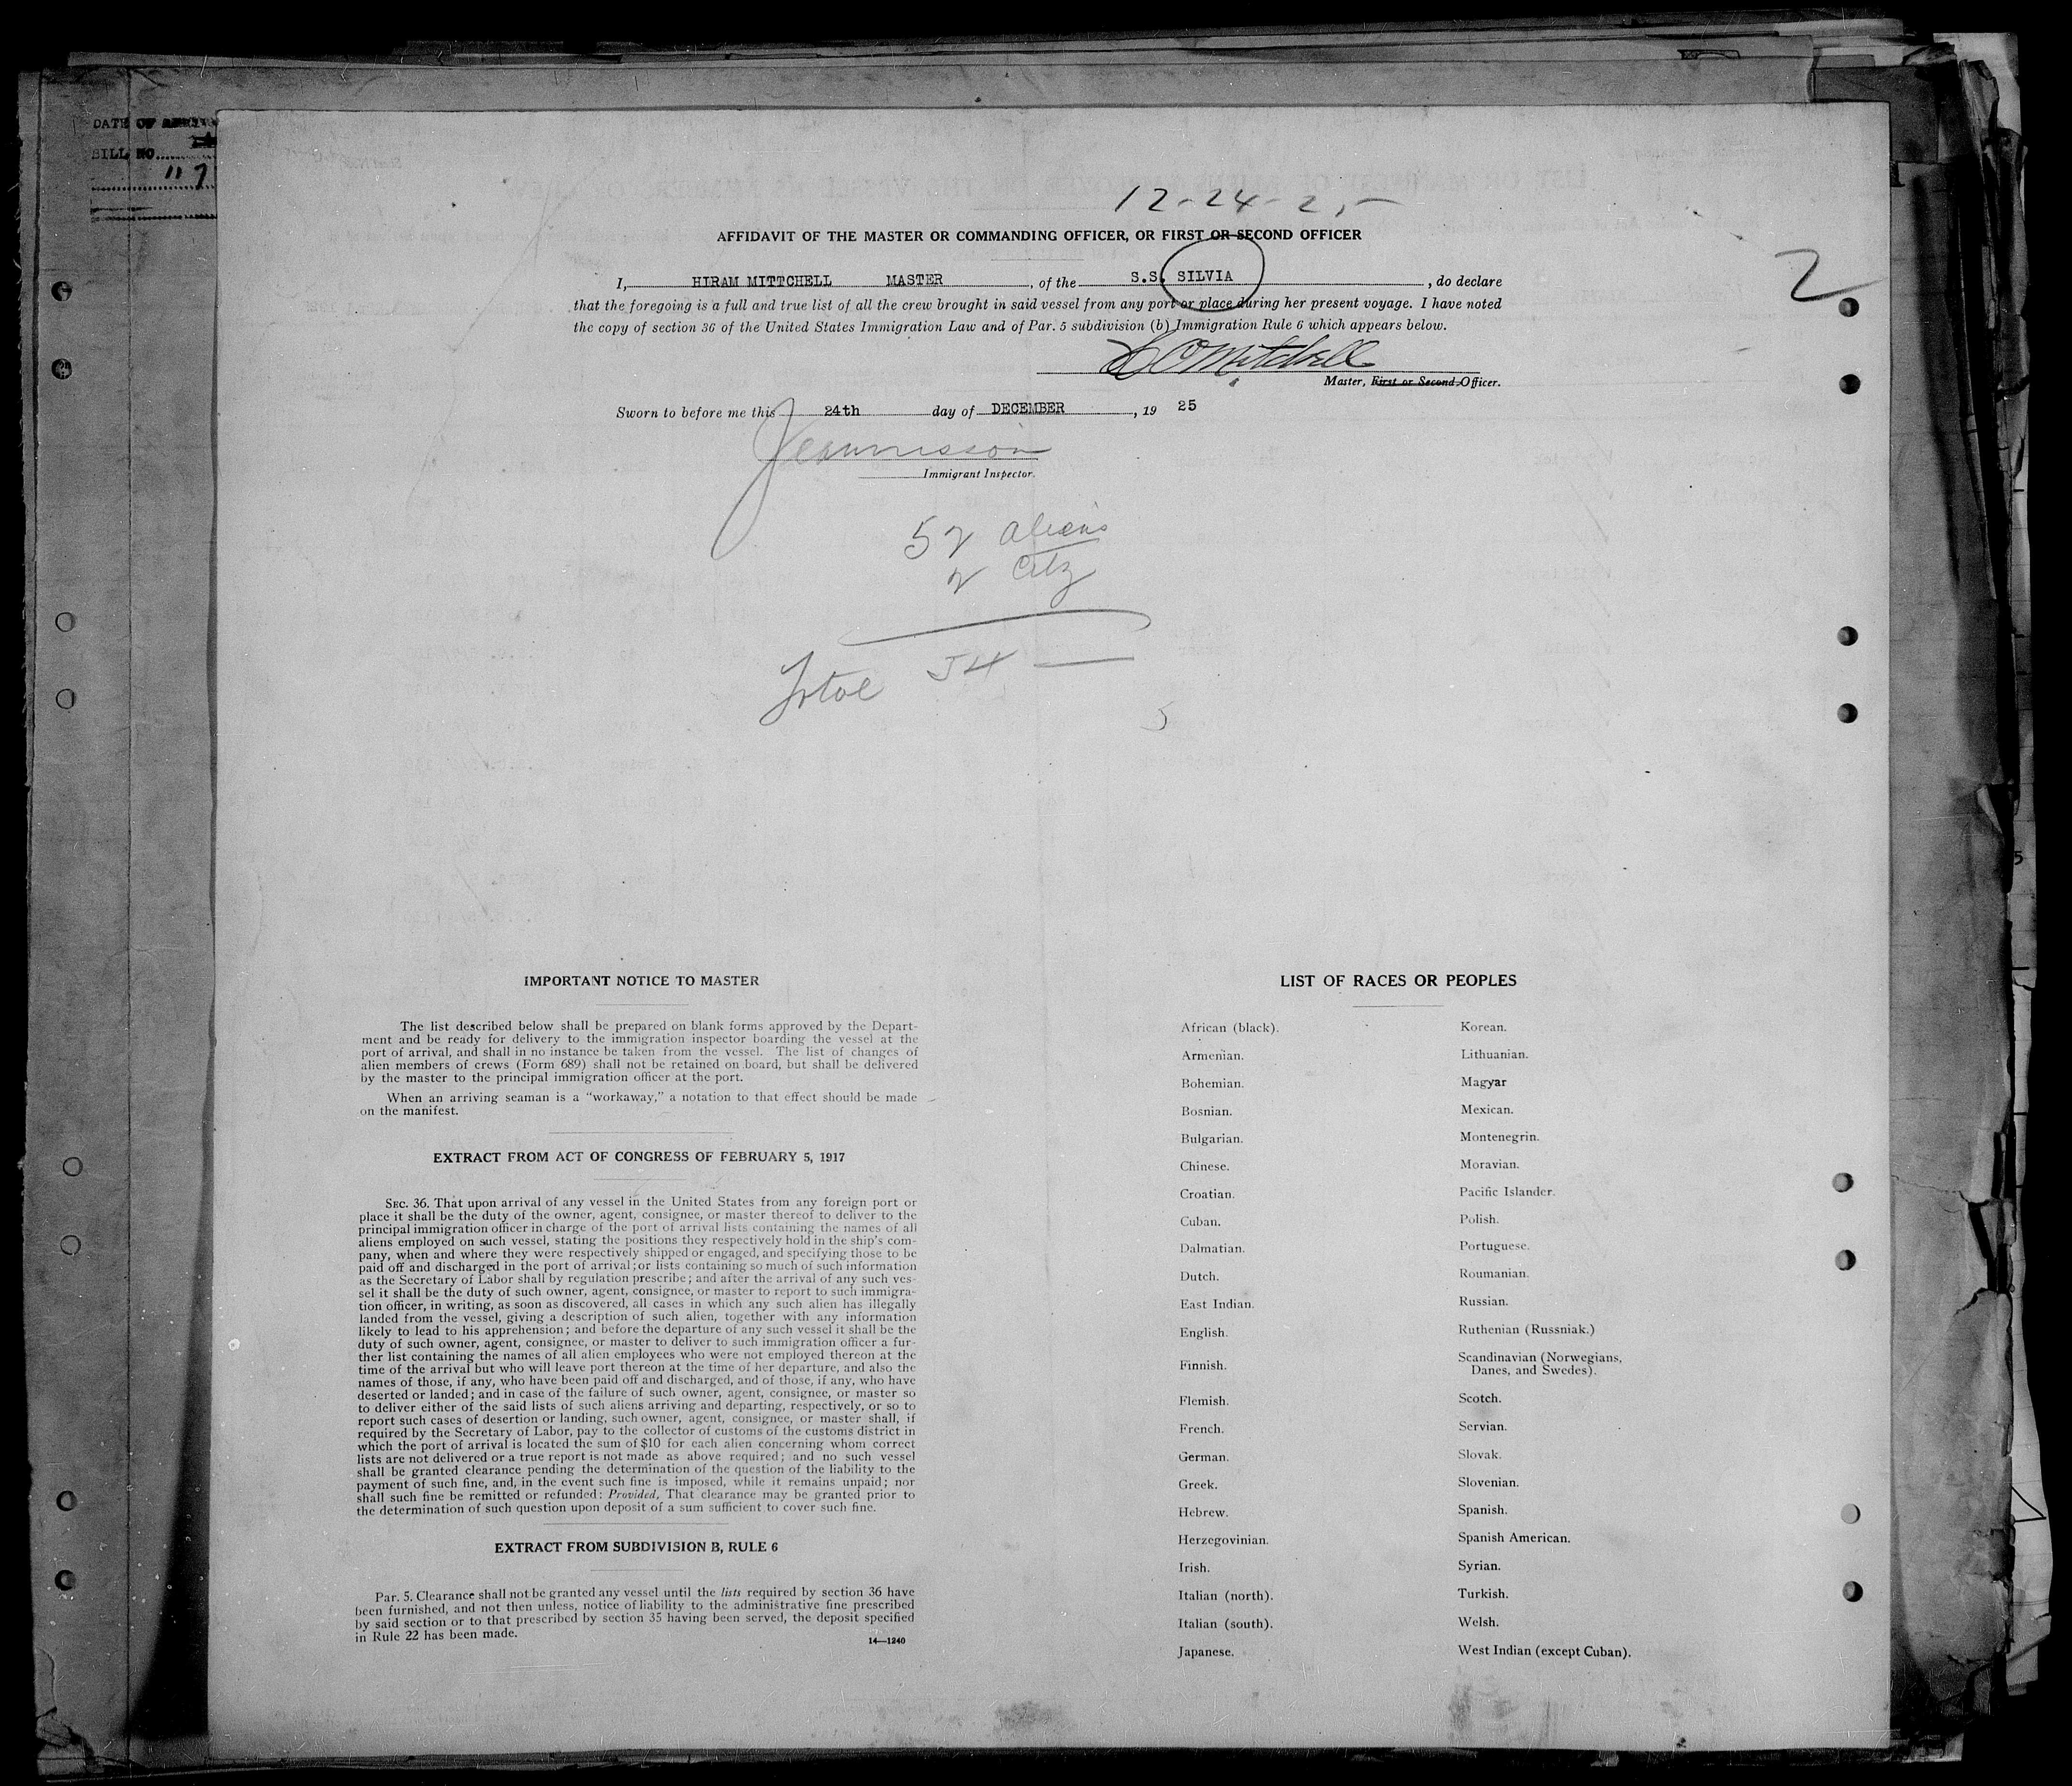 DATE OF
BILL NO.
"7
12-24-25
AFFIDAVIT OF THE MASTER OR COMMANDING OFFICER, OR FIRST OR SECOND OFFICER
2
I, HIRAM MITTCHELL MASTER, of the S.S. SILVIA, do declare
that the foregoing is a full and true list of all the crew brought in said vessel from any port or place during her present voyage. I have noted
the copy of section 36 of the United States Immigration Law and of Par. 5 subdivision (b) Immigration Rule 6 which appears below.
Mitchell
Master, First or Second Officer.
Sworn to before me this 24th day of DECEMBER, 19 25
Immigrant Inspector.
52 aliens
2 Citz
Total 54
5
IMPORTANT NOTICE TO MASTER
The list described below shall be prepared on blank forms approved by the Depart-
ment and be ready for delivery to the immigration inspector boarding the vessel at the
port of arrival, and shall in no instance be taken from the vessel. The list of changes of
alien members of crews (Form 689) shall not be retained on board, but shall be delivered
by the master to the principal immigration officer at the port.
When an arriving seaman is a "workaway," a notation to that effect should be made
on the manifest.
EXTRACT FROM ACT OF CONGRESS OF FEBRUARY 5, 1917
SEC. 36. That upon arrival of any vessel in the United States from any foreign port or
place it shall be the duty of the owner, agent, consignee, or master thereof to deliver to the
principal immigration officer in charge of the port of arrival lists containing the names of all
aliens employed on such vessel, stating the positions they respectively hold in the ship's com-
pany, when and where they were respectively shipped or engaged, and specifying those to be
paid off and discharged in the port of arrival; or lists containing so much of such information
as the Secretary of Labor shall by regulation prescribe; and after the arrival of any such ves-
sel it shall be the duty of such owner, agent, consignee, or master to report to such immigra-
tion officer, in writing, as soon as discovered, all cases in which any such alien has illegally
landed from the vessel, giving a description of such alien, together with any information
likely to lead to his apprehension; and before the departure of any such vessel it shall be the
duty of such owner, agent, consignee, or master to deliver to such immigration officer a fur-
ther list containing the names of all alien employees who were not employed thereon at the
time of the arrival but who will leave port thereon at the time of her departure, and also the
names of those, if any, who have been paid off and discharged, and of those, if any, who have
deserted or landed; and in case of the failure of such owner, agent, consignee, or master so
to deliver either of the said lists of such aliens arriving and departing, respectively, or so to
report such cases of desertion or landing, such owner, agent, consignee, or master shall, if
required by the Secretary of Labor, pay to the collector of customs of the customs district in
which the port of arrival is located the sum of $10 for each alien concerning whom correct
lists are not delivered or a true report is not made as above required; and no such vessel
shall be granted clearance pending the determination of the question of the liability to the
payment of such fine, and, in the event such fine is imposed, while it remains unpaid; nor
shall such fine be remitted or refunded: Provided, That clearance may be granted prior to
the determination of such question upon deposit of a sum sufficient to cover such fine.
EXTRACT FROM SUBDIVISION B, RULE 6
Par. 5. Clearance shall not be granted any vessel until the lists required by section 36 have
been furnished, and not then unless, notice of liability to the administrative fine prescribed
by said section or to that prescribed by section 35 having been served, the deposit specified
in Rule 22 has been made.
14—1240
LIST OF RACES OR PEOPLES
African (black).
Armenian.
Bohemian.
Bosnian.
Bulgarian.
Chinese.
Croatian.
Cuban.
Dalmatian.
Dutch.
East Indian.
English.
Finnish.
Flemish.
French.
German.
Greek.
Hebrew.
Herzegovinian.
Irish.
Italian (north).
Italian (south).
Japanese.
Korean.
Lithuanian.
Magyar
Mexican.
Montenegrin.
Moravian.
Pacific Islander.
Polish.
Portuguese.
Roumanian.
Russian.
Ruthenian (Russniak.)
Scandinavian (Norwegians,
Danes, and Swedes).
Scotch.
Servian.
Slovak.
Slovenian.
Spanish.
Spanish American.
Syrian.
Turkish.
Welsh.
West Indian (except Cuban).